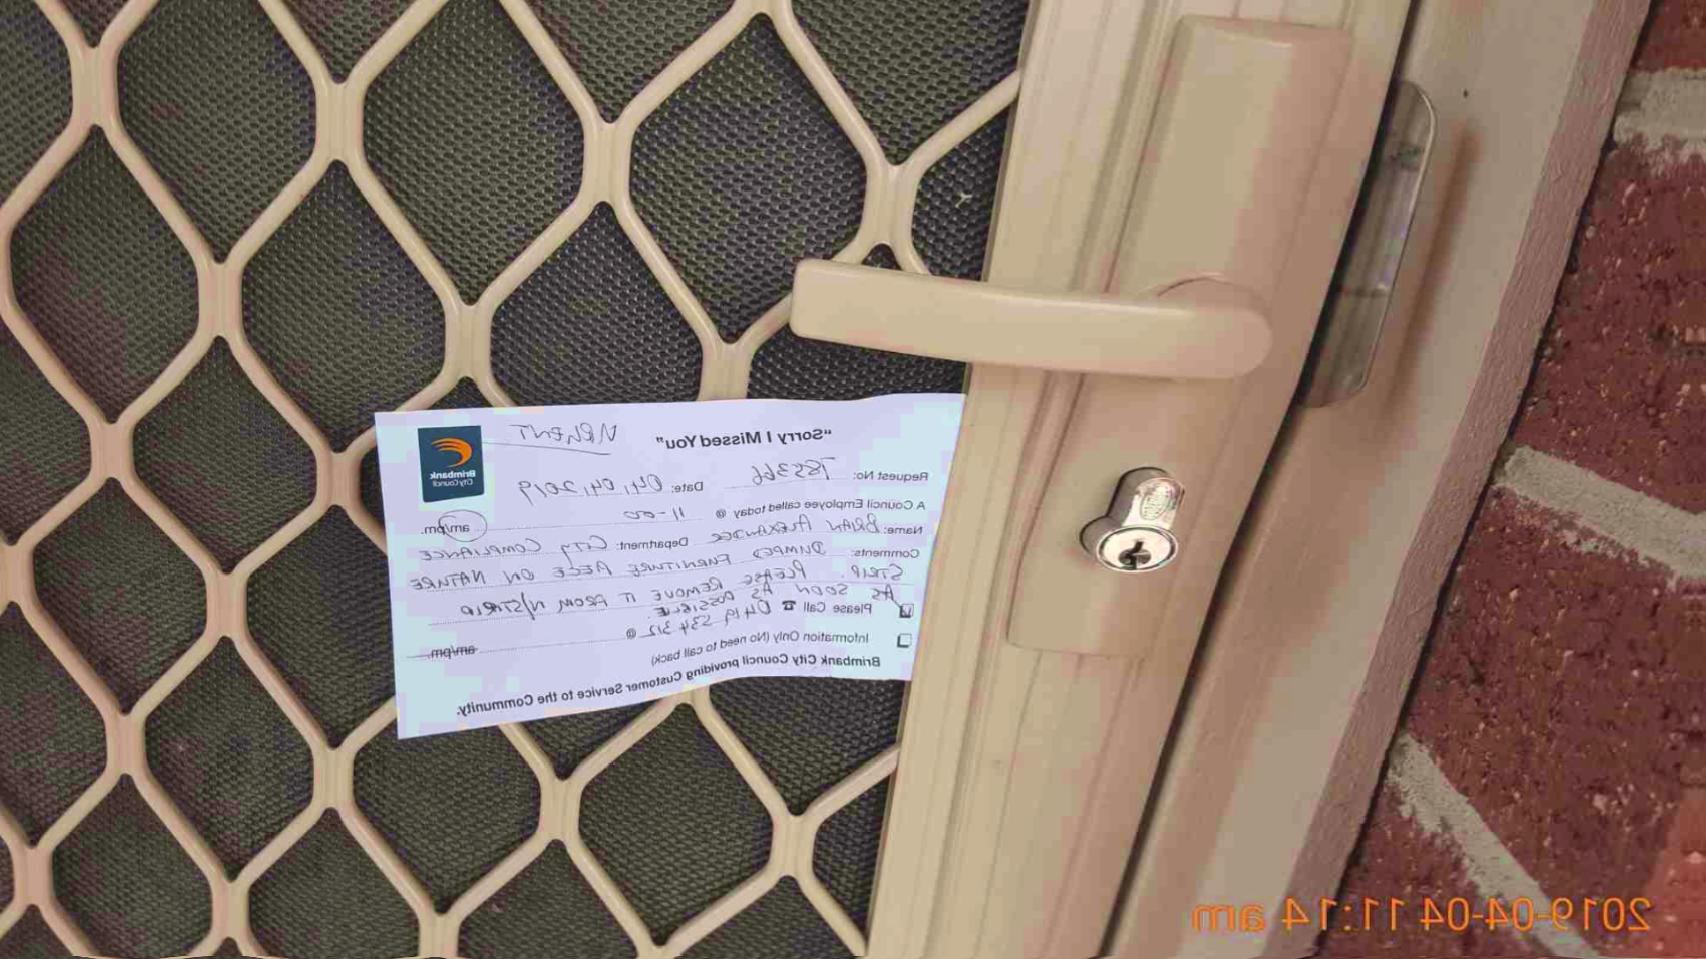 "Sorry I Missed You" URGENT
Brimbank
City Council
Request No: 785366 Date: 04,04,2019
A Council Employee called today @ 11-00 am/pm.
Name: BRIAN ALEXANDER Department: CITY COMPLIANCE
Comments: DUMPED FURNITURE AECE ON NATURE
STRIP. PLEASE REMOVE IT FROM N/STRIP
AS SOON AS POSSIBLE.
Please Call ☎ 0419 534 312 @ am/pm.
Information Only (No need to call back)
Brimbank City Council providing Customer Service to the Community.
2019-04-04 11:14 am